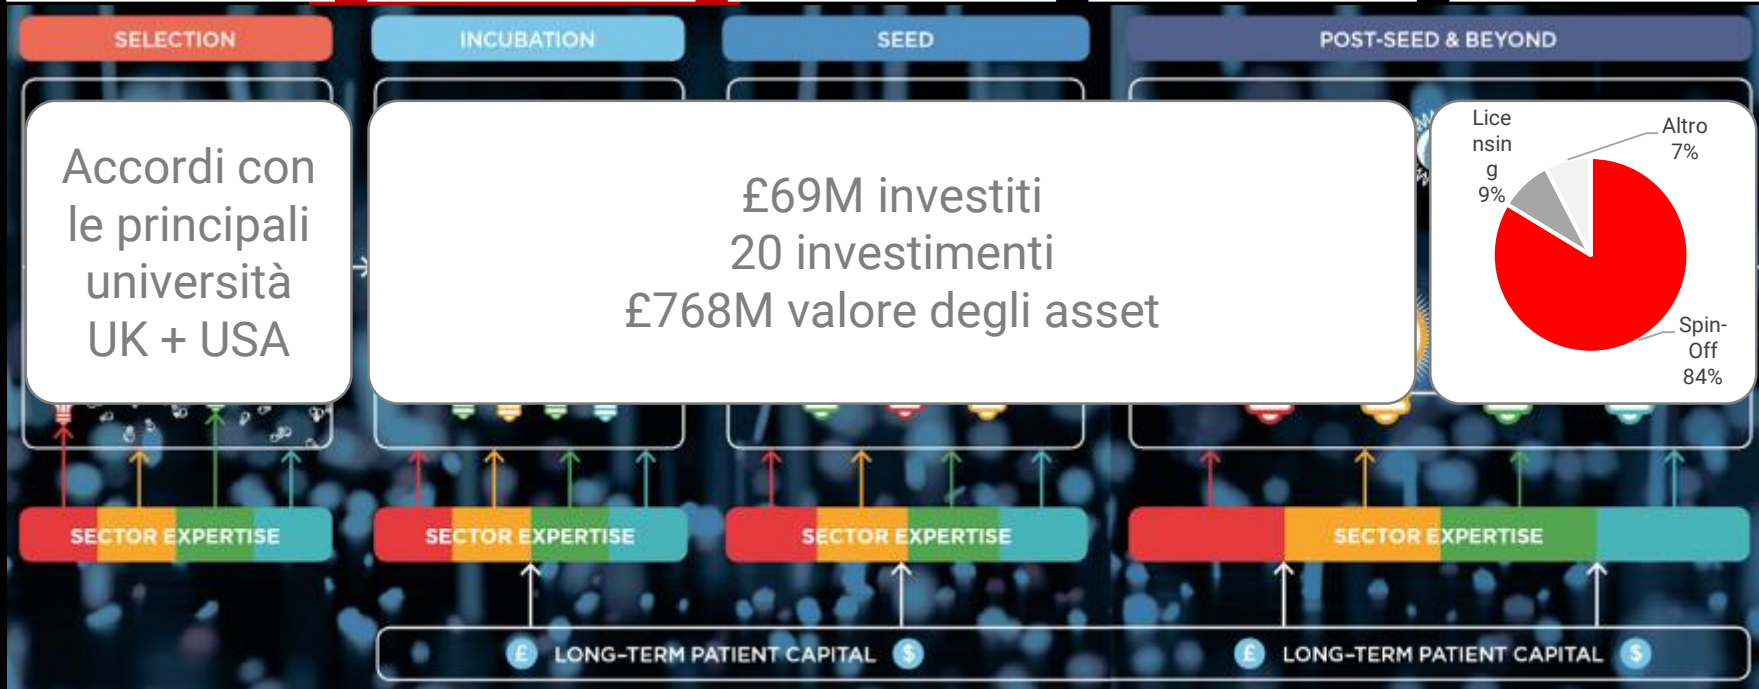 SELECTION
INCUBATION
SEED
POST-SEED & BEYOND
Accordi con
le principali
università
UK + USA
£69M investiti
20 investimenti
£768M valore degli asset
Lice
nsin
g
9%
Altro
7%
Spin-
Off
84%
SECTOR EXPERTISE
SECTOR EXPERTISE
SECTOR EXPERTISE
SECTOR EXPERTISE
£ LONG-TERM PATIENT CAPITAL $
£ LONG-TERM PATIENT CAPITAL $